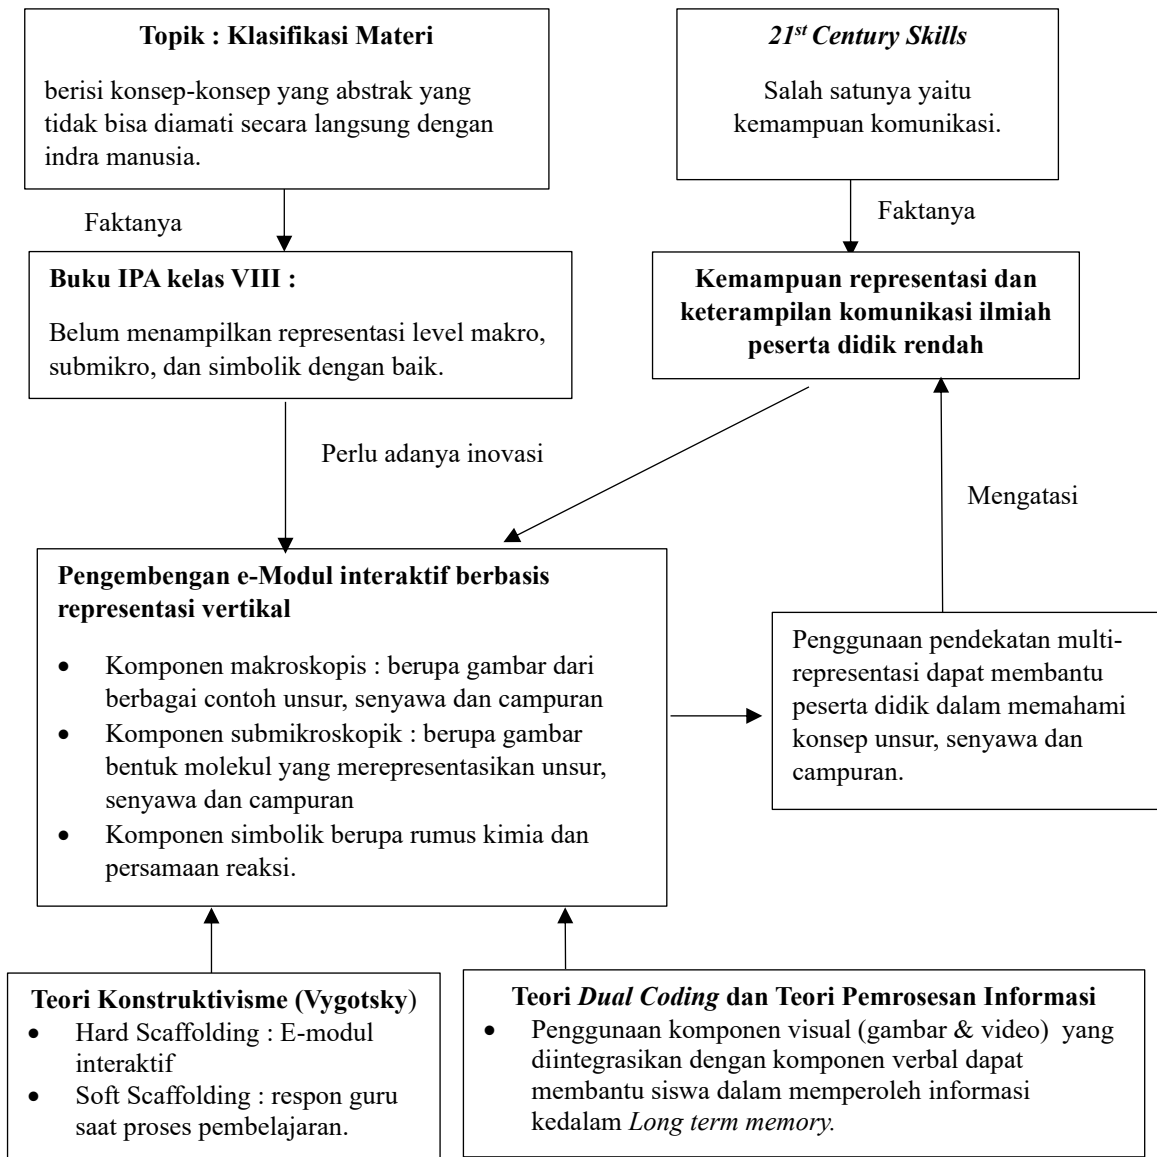 Topik : Klasifikasi Materi
berisi konsep-konsep yang abstrak yang
tidak bisa diamati secara langsung dengan
indra manusia.
21st Century Skills
Salah satunya yaitu
kemampuan komunikasi.
Faktanya
Faktanya
Buku IPA kelas VIII :
Belum menampilkan representasi level makro,
submikro, dan simbolik dengan baik.
Kemampuan representasi dan
keterampilan komunikasi ilmiah
peserta didik rendah
Perlu adanya inovasi
Mengatasi
Pengembengan e-Modul interaktif berbasis
representasi vertikal
• Komponen makroskopis : berupa gambar dari
berbagai contoh unsur, senyawa dan campuran
• Komponen submikroskopik : berupa gambar
bentuk molekul yang merepresentasikan unsur,
senyawa dan campuran
• Komponen simbolik berupa rumus kimia dan
persamaan reaksi.
Penggunaan pendekatan multi-
representasi dapat membantu
peserta didik dalam memahami
konsep unsur, senyawa dan
campuran.
Teori Konstruktivisme (Vygotsky)
• Hard Scaffolding : E-modul
interaktif
• Soft Scaffolding : respon guru
saat proses pembelajaran.
Teori Dual Coding dan Teori Pemrosesan Informasi
• Penggunaan komponen visual (gambar & video) yang
diintegrasikan dengan komponen verbal dapat
membantu siswa dalam memperoleh informasi
kedalam Long term memory.